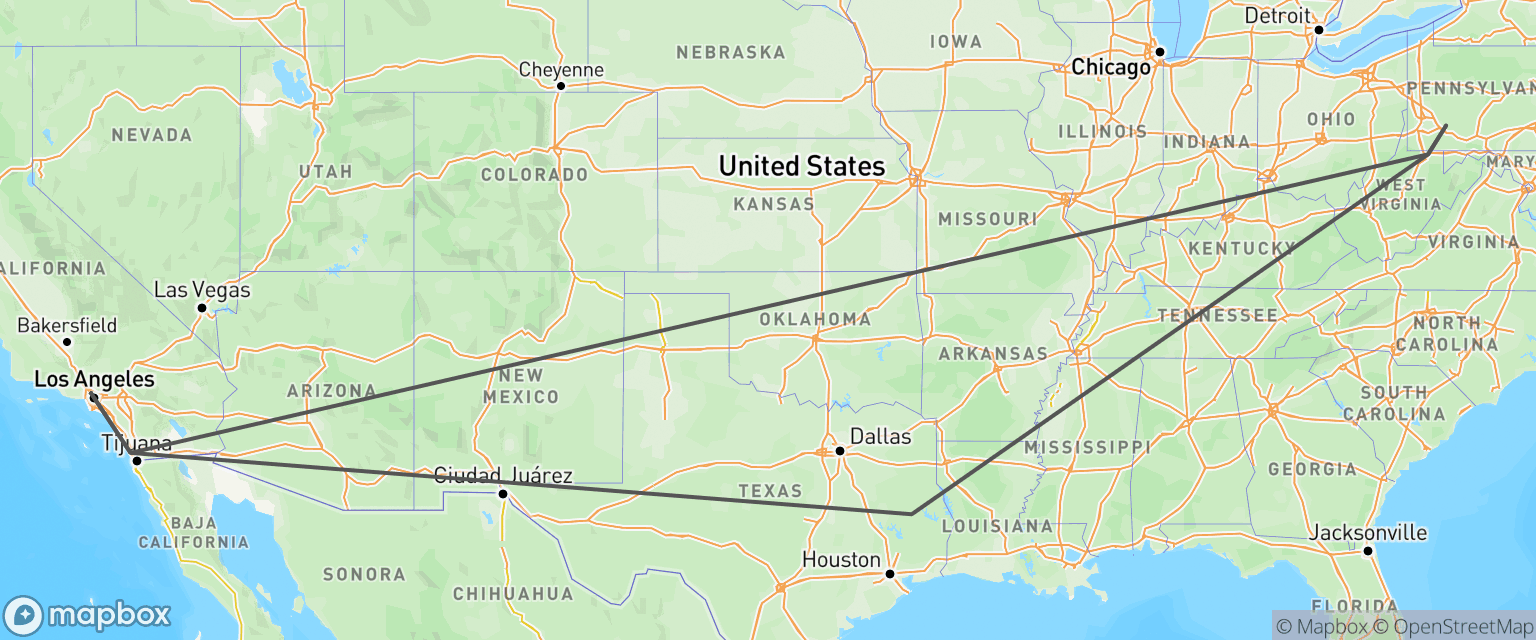 Detroit
IOWA
NEBRASKA
Chicago
Cheyenne
PENNSYLVAN
OHIO
ILLINOIS
NEVADA
INDIANA
United States
MARY
UTAH
COLORADO
WEST
VIRGINIA
KANSAS
MISSOURI
VIRGINIA
KENTUCKY
ALIFORNIA
Las Vegas
Bakersfield
OKLAHOMA
TENNESSEE
NORTH
CAROLINA
ARKANSAS
Los Angeles
ARIZONA
NEW
MEXICO
SOUTH
CAROLINA
Tijuana
Dallas
MISSISSIPPI
GEORGIA
Ciudad Juárez
TEXAS
BAJA
CALIFORNIA
LOUISIANA
Jacksonville
Houston
SONORA
CHIHUAHUA
FLORIDA
mapbox
© Mapbox © OpenStreetMap